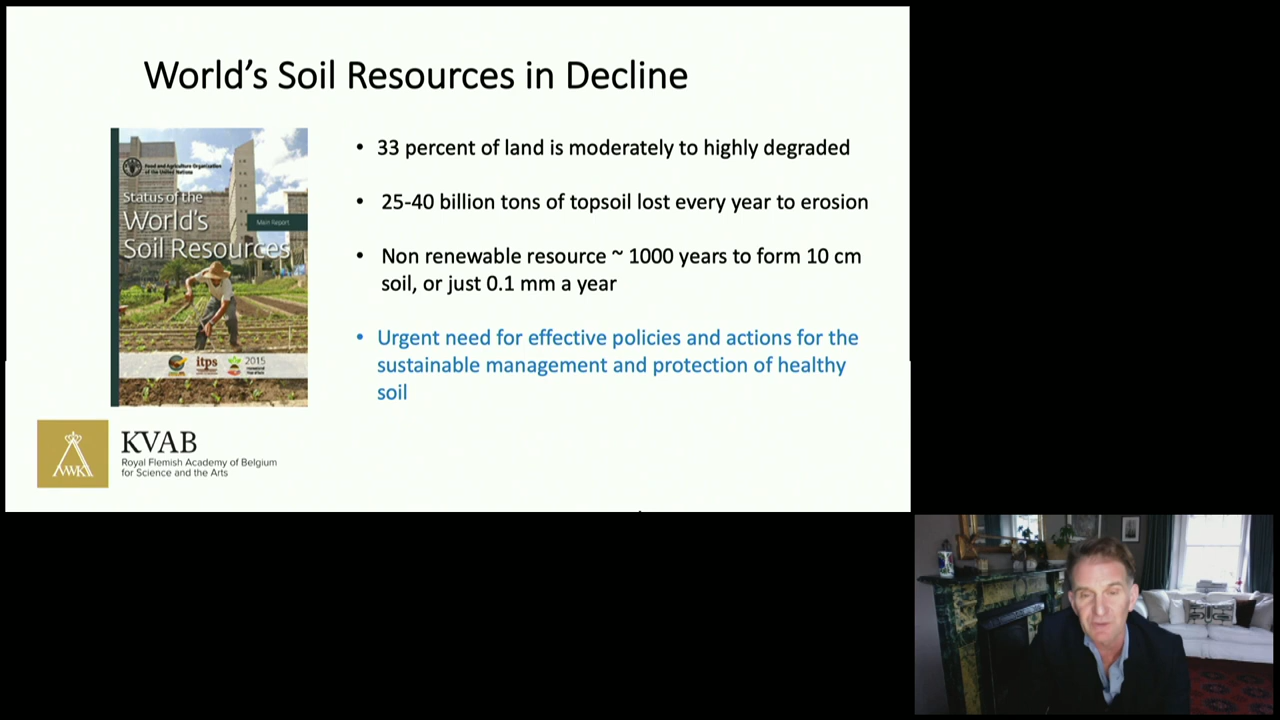 World's Soil Resources in Decline
Food and Agriculture Organization
of the United Nations
Status of the
World's
Main Report
Soil Resources
itps
2015
• 33 percent of land is moderately to highly degraded
• 25-40 billion tons of topsoil lost every year to erosion
• Non renewable resource ~ 1000 years to form 10 cm
soil, or just 0.1 mm a year
• Urgent need for effective policies and actions for the
sustainable management and protection of healthy
soil
KVAB
Royal Flemish Academy of Belgium
for Science and the Arts